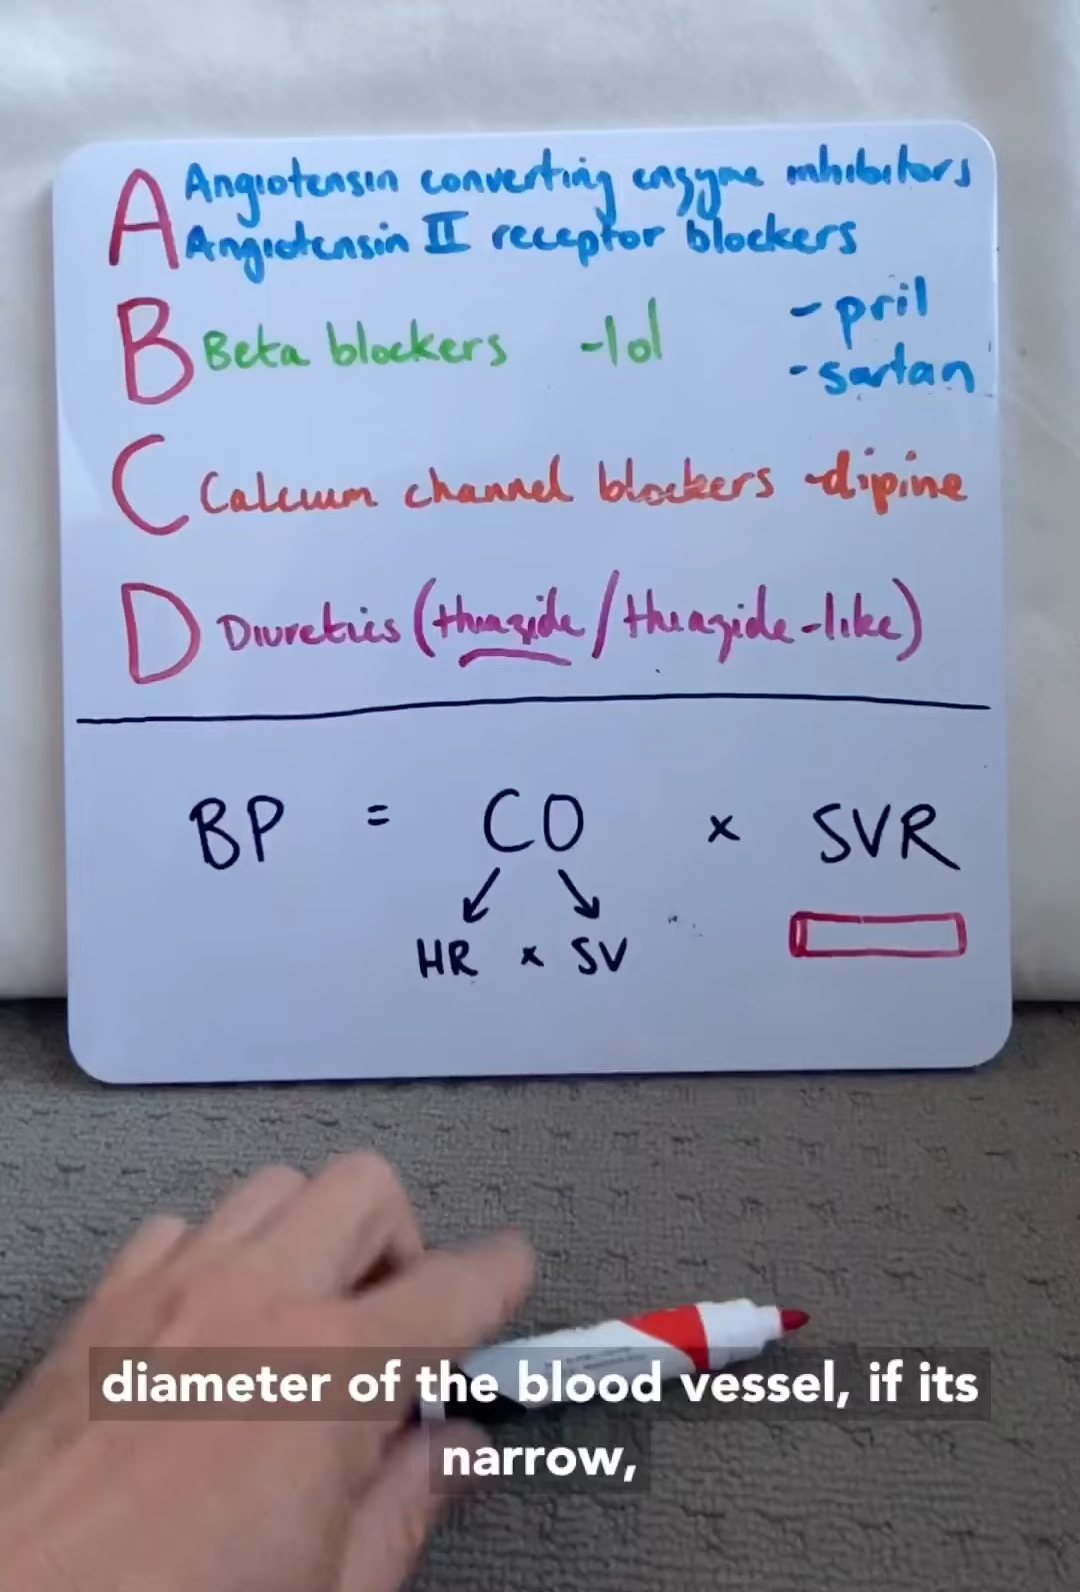 A Angiotensin converting enzyme inhibitors
Angiotensin II receptor blockers
- pril
B Beta blockers -lol
- sartan
C Calcium channel blockers -dipine
D Diuretics (thiazide / thiazide-like)
BP = CO x SVR
HR x SV
diameter of the blood vessel, if its
narrow,